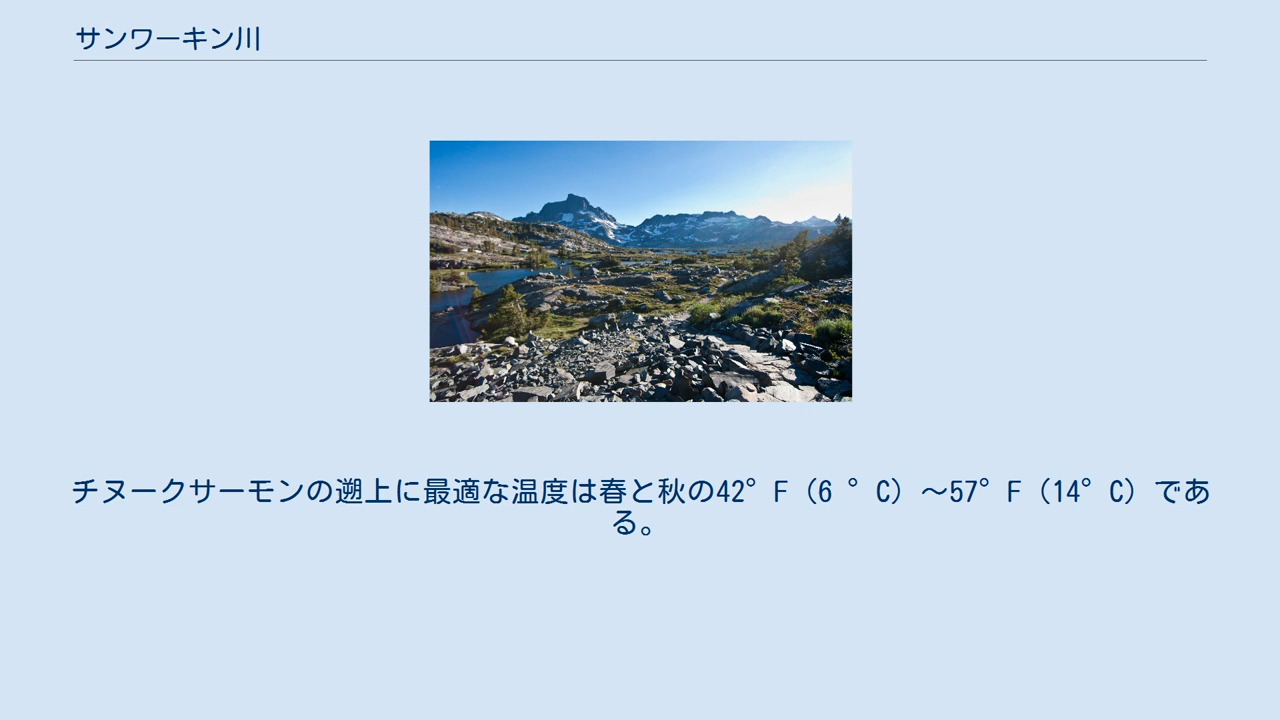 サンワーキン川
チヌークサーモンの遡上に最適な温度は春と秋の42°F（6 °C）〜57°F（14°C）であ
る。